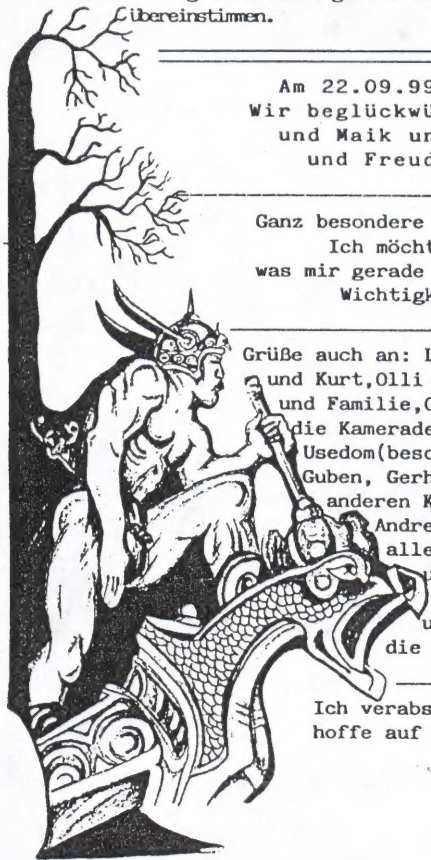 übereinstimmen.
Am 22.09.99
Wir beglückwü
und Maik un
und Freud
Ganz besondere
Ich möcht
was mir gerade
Wichtigk
Grüße auch an:
und Kurt,Olli
und Familie,
die Kamerade
Usedom(beso
Guben, Gerh
anderen K
Andre
alle
u
die
Ich verabs
hoffe auf